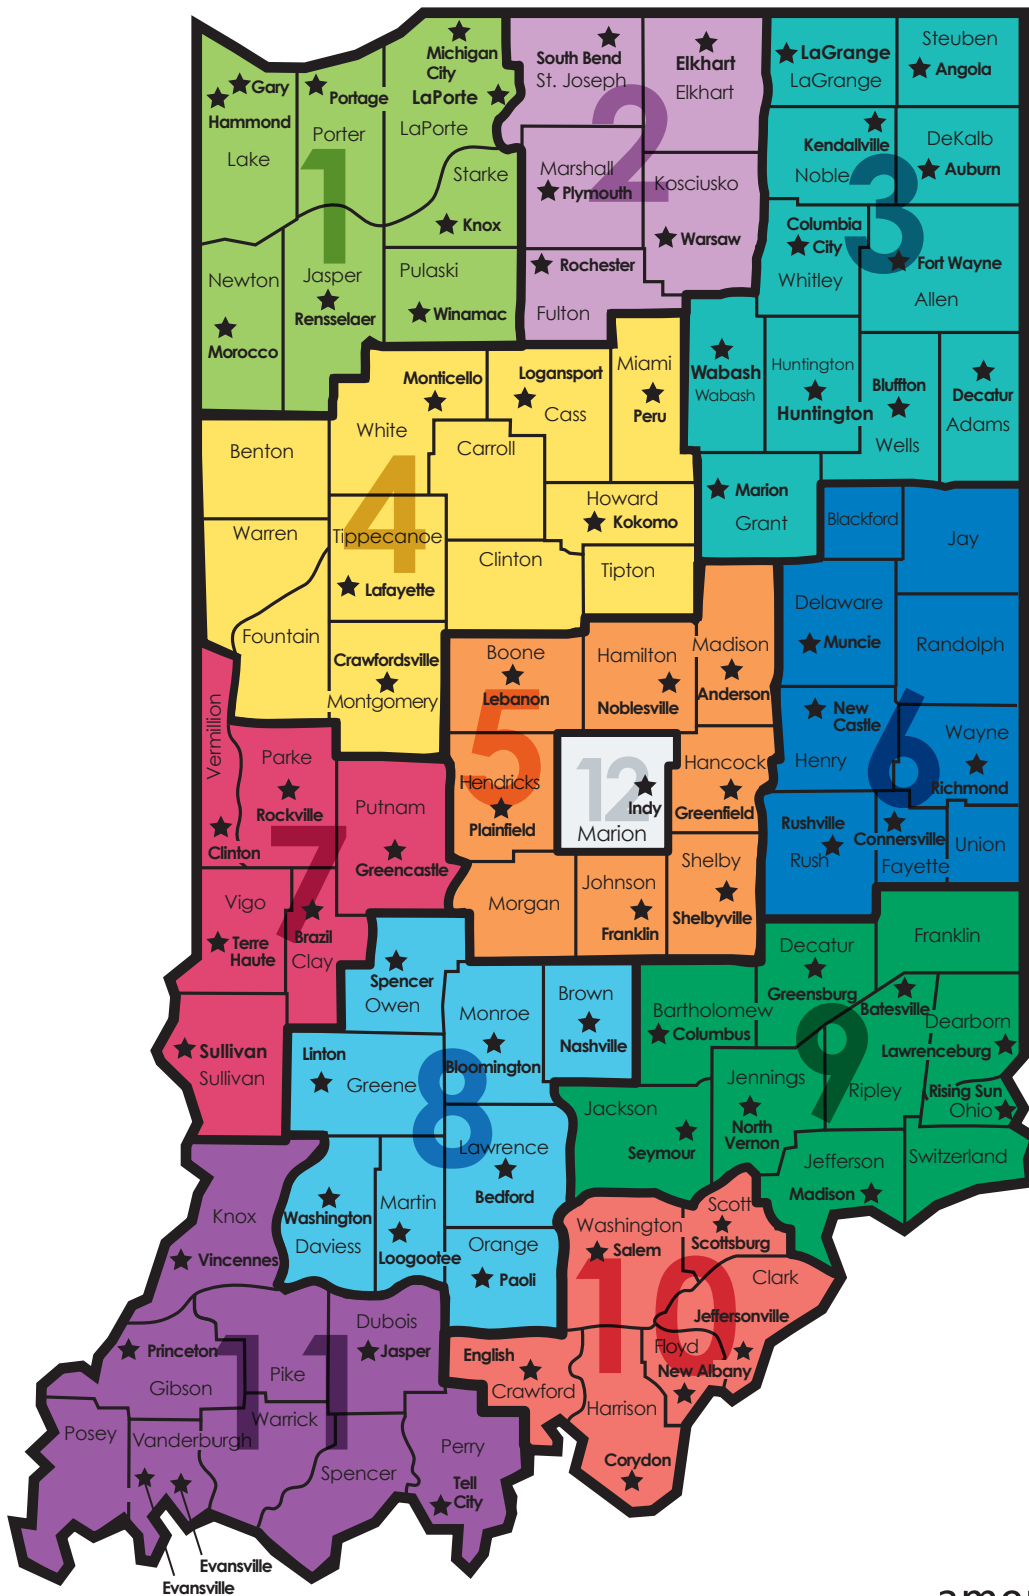 Gary
Hammond
Lake
Portage
Porter
Michigan
City
LaPorte
LaPorte
Starke
Knox
1
Newton
Morocco
Jasper
Rensselaer
Pulaski
Winamac
South Bend
St. Joseph
Elkhart
Elkhart
2
Marshall
Plymouth
Kosciusko
Warsaw
Rochester
Fulton
LaGrange
LaGrange
Steuben
Angola
Kendallville
Noble
DeKalb
Auburn
3
Columbia
City
Whitley
Fort Wayne
Allen
Wabash
Wabash
Huntington
Huntington
Bluffton
Wells
Decatur
Adams
Marion
Grant
Monticello
White
Logansport
Cass
Miami
Peru
Benton
Carroll
4
Howard
Kokomo
Warren
Tippecanoe
Lafayette
Clinton
Tipton
Fountain
Crawfordsville
Montgomery
Boone
Lebanon
Hamilton
Noblesville
Madison
Anderson
5
Hendricks
Plainfield
12
Indy
Marion
Hancock
Greenfield
Morgan
Johnson
Franklin
Shelby
Shelbyville
Blackford
Jay
Delaware
Muncie
Randolph
New
Castle
Henry
6
Wayne
Richmond
Rushville
Rush
Connersville
Fayette
Union
Vermillion
Clinton
Parke
Rockville
Putnam
Greencastle
7
Vigo
Terre
Haute
Brazil
Clay
Sullivan
Sullivan
Spencer
Owen
Monroe
Bloomington
Brown
Nashville
Linton
Greene
8
Lawrence
Bedford
Washington
Daviess
Martin
Loogootee
Orange
Paoli
Decatur
Greensburg
Franklin
Bartholomew
Columbus
Batesville
Dearborn
Lawrenceburg
9
Jennings
North
Vernon
Ripley
Rising Sun
Ohio
Jackson
Seymour
Jefferson
Madison
Switzerland
Washington
Salem
Scott
Scottsburg
Clark
Jeffersonville
10
Floyd
New Albany
English
Crawford
Harrison
Corydon
Knox
Vincennes
Princeton
Gibson
11
Pike
Dubois
Jasper
Posey
Vanderburgh
Warrick
Spencer
Perry
Tell
City
Evansville
Evansville